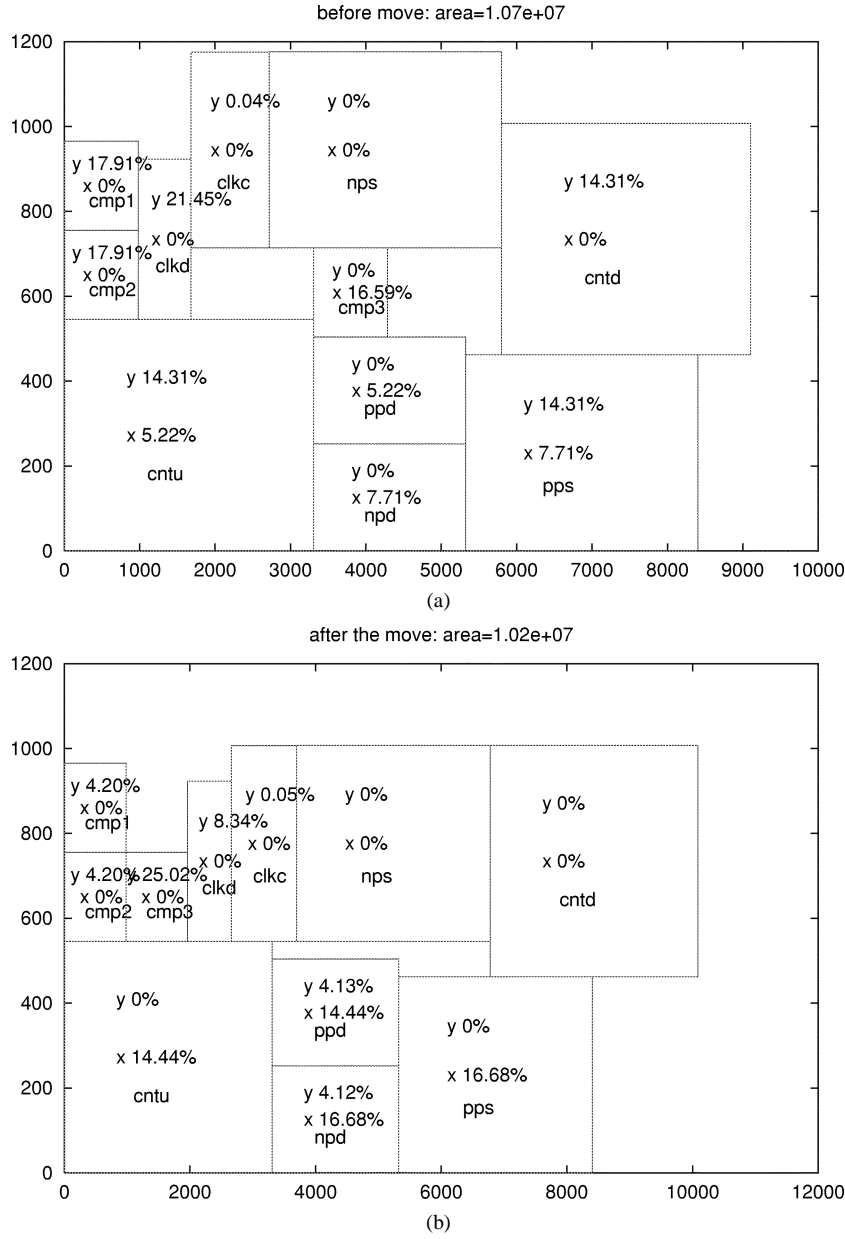 before move: area=1.07e+07
1200
1000
800
600
400
200
0
y 0.04%
x 0%
clkc
y 0%
x 0%
nps
y 14.31%
x 0%
cntd
y 17.91%
x 0%
cmp1
y 21.45%
x 0%
clkd
y 17.91%
x 0%
cmp2
y 0%
x 16.59%
cmp3
y 14.31%
x 5.22%
cntu
y 0%
x 5.22%
ppd
y 0%
x 7.71%
npd
y 14.31%
x 7.71%
pps
0 1000 2000 3000 4000 5000 6000 7000 8000 9000 10000
(a)
after the move: area=1.02e+07
1200
1000
800
600
400
200
0
y 4.20%
x 0%
cmp1
y 4.20%
x 0%
cmp2
y 25.02%
x 0%
cmp3
y 8.34%
x 0%
clkd
y 0.05%
x 0%
clkc
y 0%
x 0%
nps
y 0%
x 0%
cntd
y 0%
x 14.44%
cntu
y 4.13%
x 14.44%
ppd
y 4.12%
x 16.68%
npd
y 0%
x 16.68%
pps
0 2000 4000 6000 8000 10000 12000
(b)